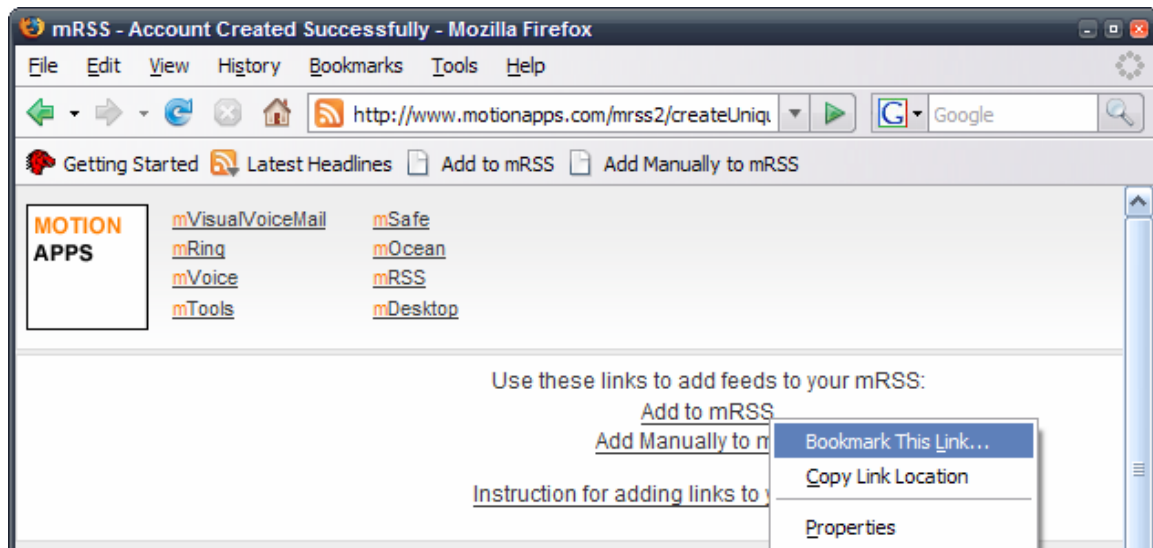 mRSS - Account Created Successfully - Mozilla Firefox
File Edit View History Bookmarks Tools Help
http://www.motionapps.com/mrss2/createUniqu G Google
Getting Started Latest Headlines Add to mRSS Add Manually to mRSS
MOTION
APPS
mVisualVoiceMail mSafe
mRing mOcean
mVoice mRSS
mTools mDesktop
Use these links to add feeds to your mRSS:
Add to mRSS
Add Manually to m
Instruction for adding links to y
Bookmark This Link...
Copy Link Location
Properties